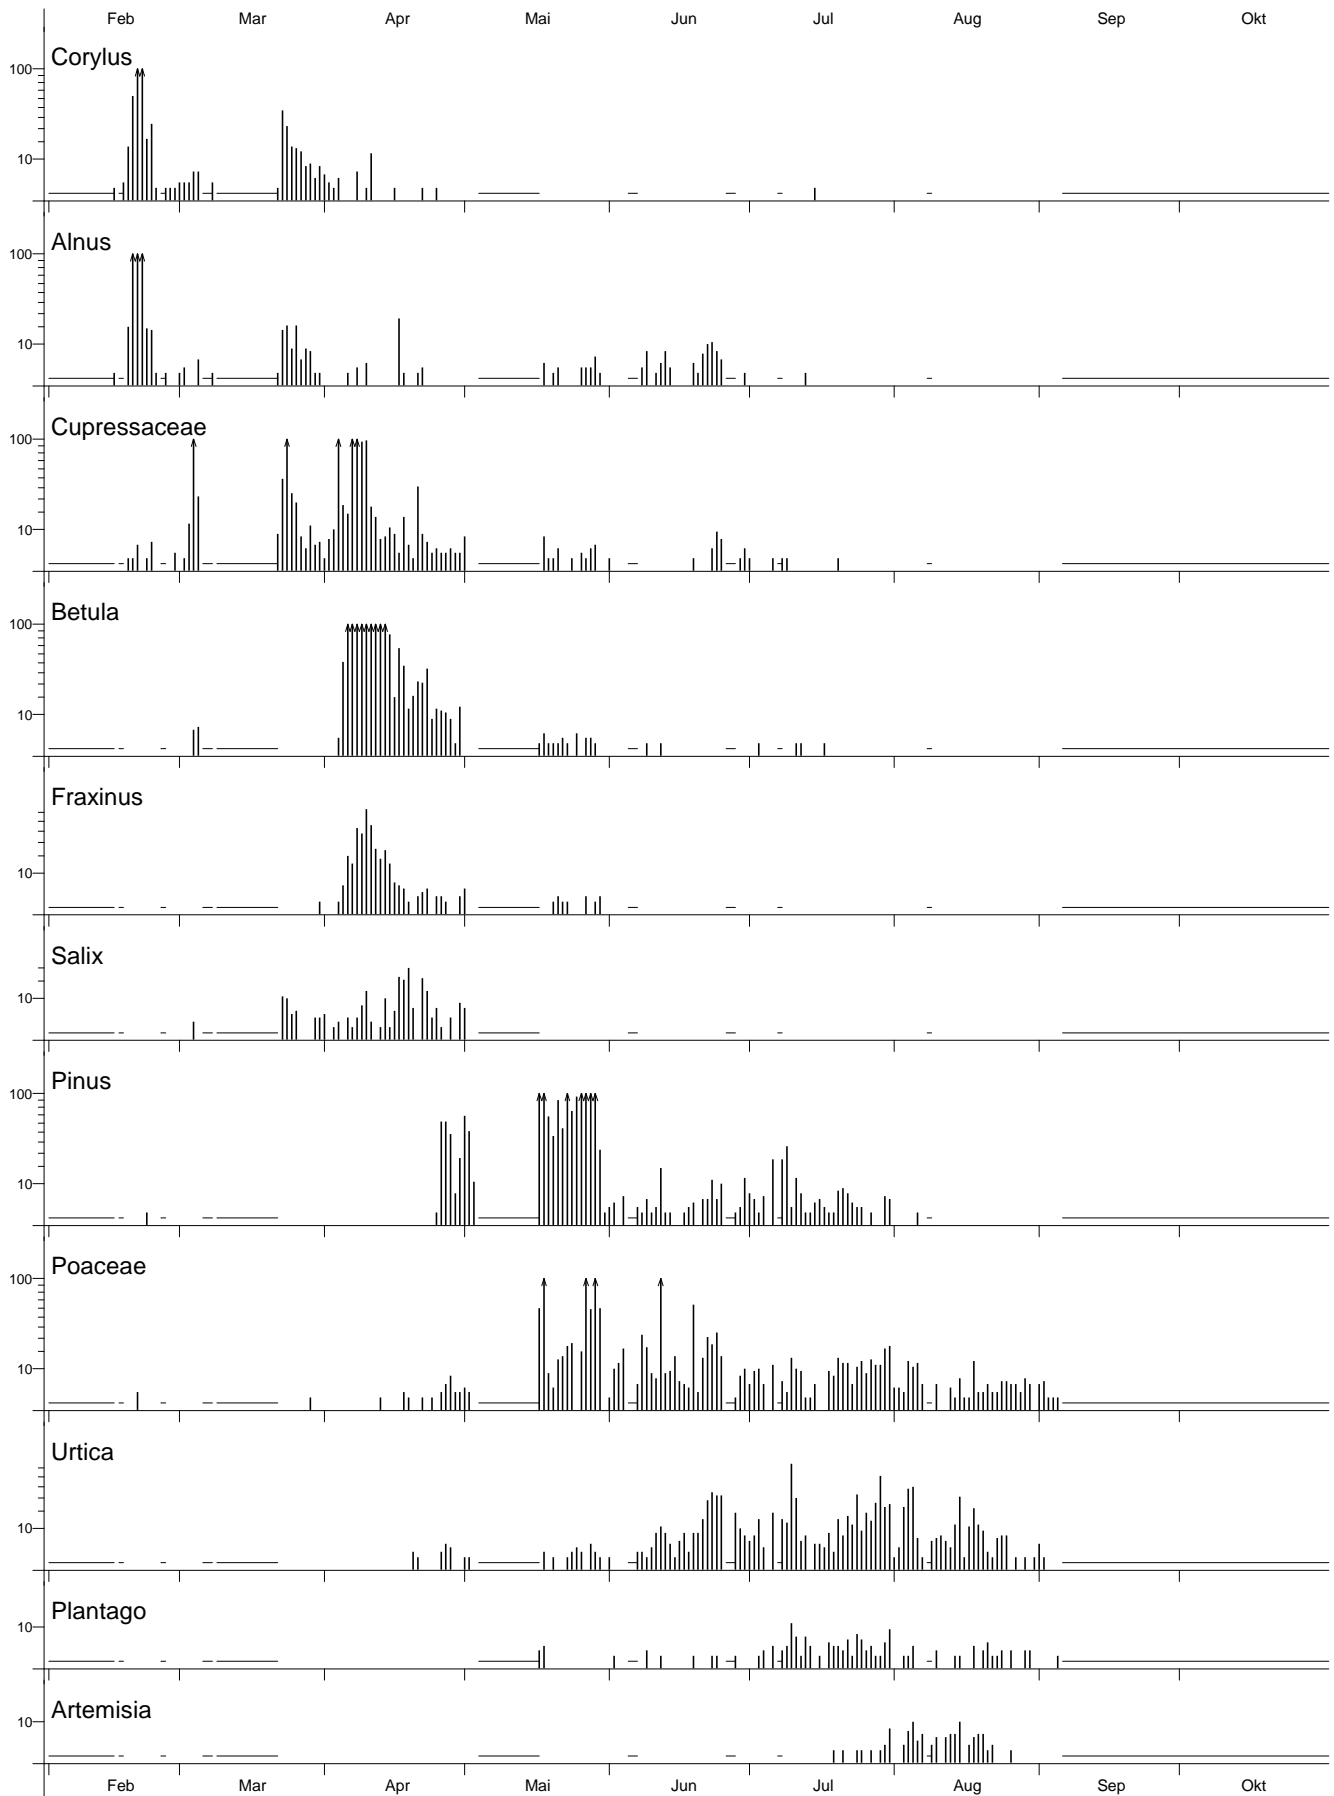 Feb Mar Apr Mai Jun Jul Aug Sep Okt
Corylus
100
10
Alnus
100
10
Cupressaceae
100
10
Betula
100
10
Fraxinus
10
Salix
10
Pinus
100
10
Poaceae
100
10
Urtica
10
Plantago
10
Artemisia
10
Feb Mar Apr Mai Jun Jul Aug Sep Okt